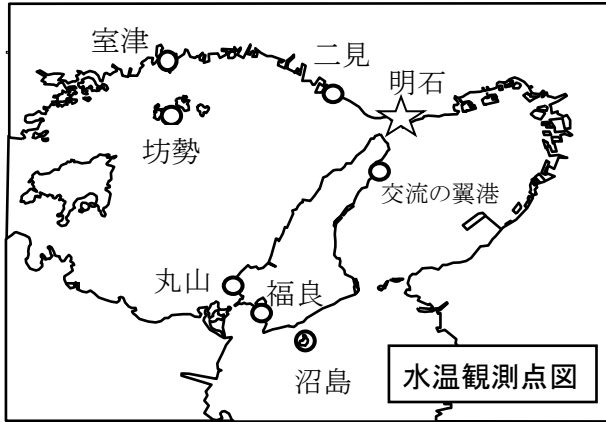 室津
二見
明石
坊勢
交流の翼港
丸山
福良
沼島
水温観測点図